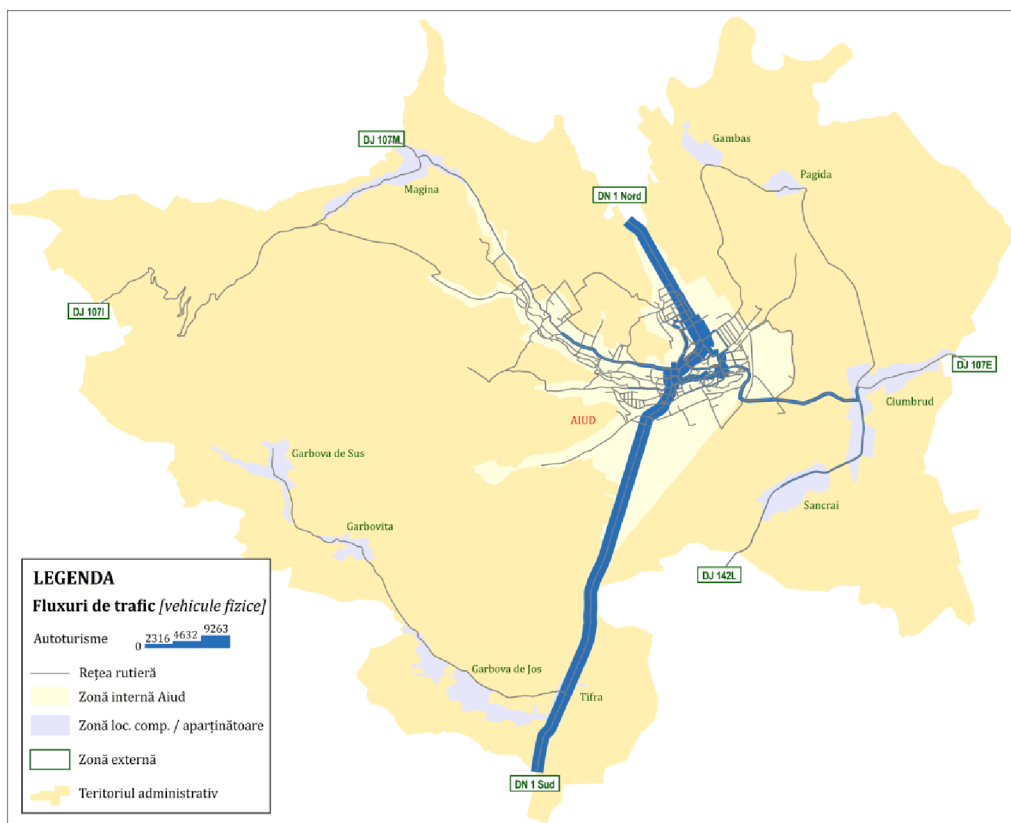 DJ 107M
Gambas
Pagida
Magina
DN 1 Nord
DJ 107I
DJ 107E
Ciumbrud
AIUD
Garbova de Sus
Sancrai
Garbovita
DJ 142L
Garbova de Jos
Tifra
DN 1 Sud
LEGENDA
Fluxuri de trafic [vehicule fizice]
Autoturisme 0 2316 4632 9263
Rețea rutieră
Zonă internă Aiud
Zonă loc. comp. / aparținătoare
Zonă externă
Teritoriul administrativ